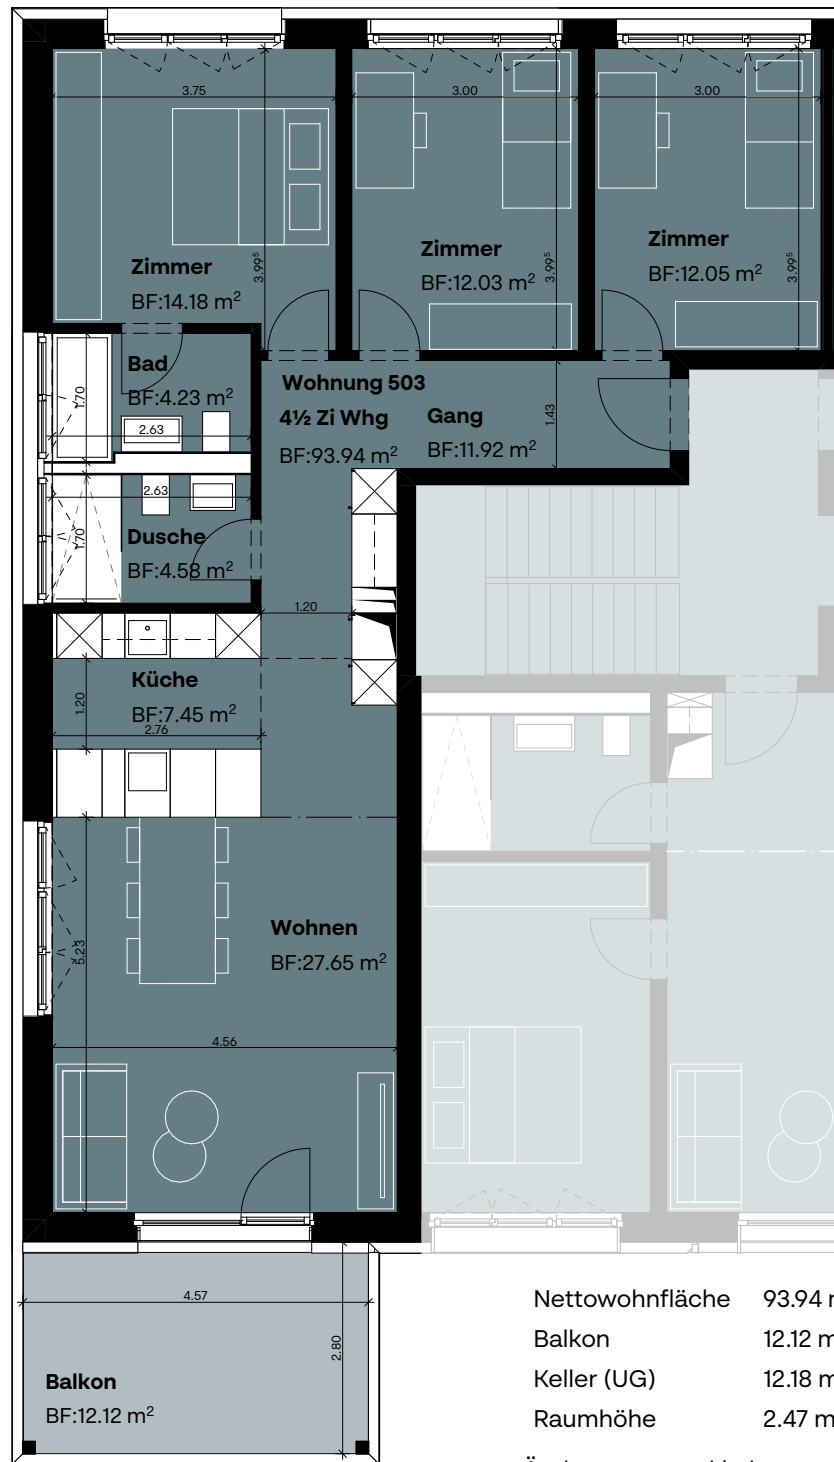 3.75
3.00
3.00
3.99⁵
3.99⁵
3.99⁵
Zimmer
BF:14.18 m²
Zimmer
BF:12.03 m²
Zimmer
BF:12.05 m²
Bad
BF:4.23 m²
1.70
2.63
Wohnung 503
4½ Zi Whg
BF:93.94 m²
Gang
BF:11.92 m²
1.43
2.63
1.70
Dusche
BF:4.58 m²
1.20
Küche
BF:7.45 m²
1.20
2.76
Wohnen
BF:27.65 m²
5.23
4.56
4.57
2.80
Balkon
BF:12.12 m²
Nettowohnfläche 93.94
Balkon 12.12
Keller (UG) 12.18
Raumhöhe 2.47